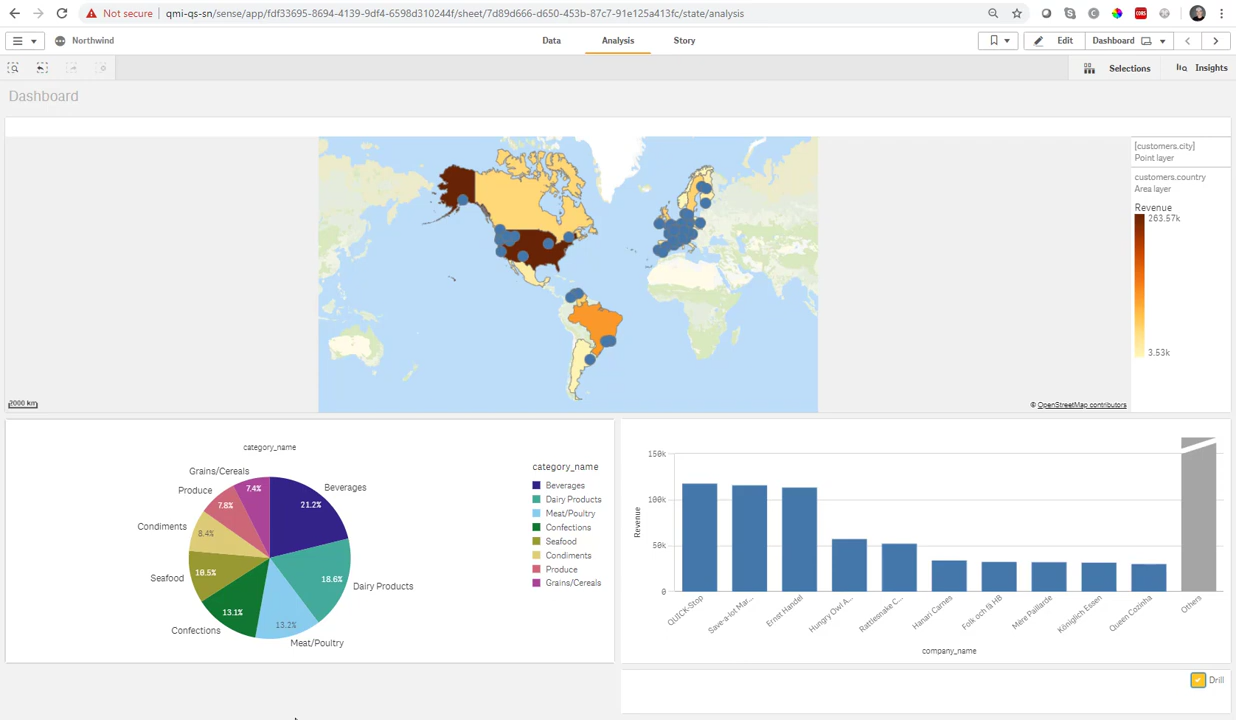 Not secure
qmi-qs-sn/sense/app/fdf33695-8694-4139-9df4-6598d310244f/sheet/7d89d666-d650-453b-87c7-91e125a413fc/state/analysis
Northwind
Data
Analysis
Story
Edit
Dashboard
Selections
Insights
Dashboard
[customers.city]
Point layer
customers.country
Area layer
Revenue
263.57k
3.53k
2000 km
© OpenStreetMap contributors
category_name
Grains/Cereals
7.4%
Beverages
21.2%
Produce
7.8%
Condiments
8.4%
Seafood
10.5%
Dairy Products
18.6%
Confections
13.1%
Meat/Poultry
13.2%
category_name
Beverages
Dairy Products
Meat/Poultry
Confections
Seafood
Condiments
Produce
Grains/Cereals
Revenue
150k
100k
50k
0
QUICK-Stop
Save-a-lot Mar...
Ernst Handel
Hungry Owl A...
Rattlesnake C...
Hanari Carnes
Folk och fä HB
Mère Paillarde
Königlich Essen
Queen Cozinha
Others
company_name
Drill